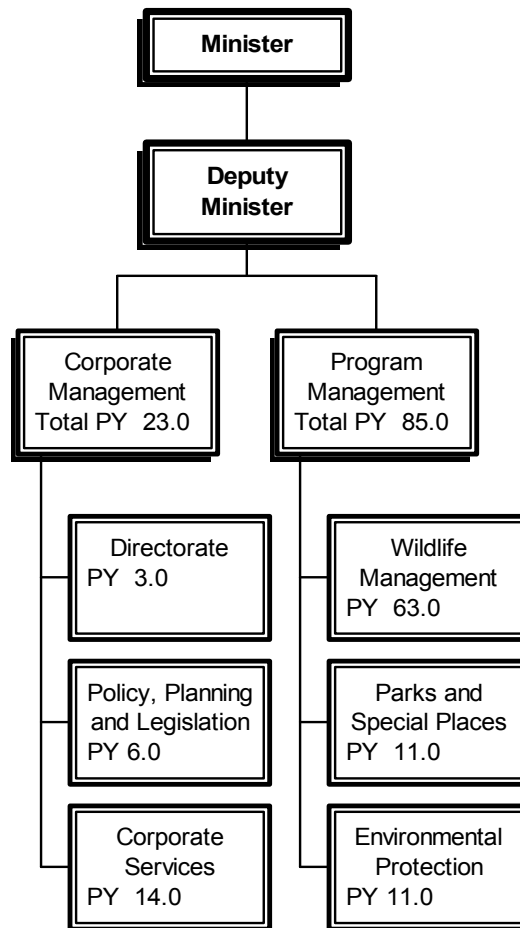 Minister
Deputy
Minister
Corporate
Management
Total PY 23.0
Program
Management
Total PY 85.0
Directorate
PY 3.0
Policy, Planning
and Legislation
PY 6.0
Corporate
Services
PY 14.0
Wildlife
Management
PY 63.0
Parks and
Special Places
PY 11.0
Environmental
Protection
PY 11.0